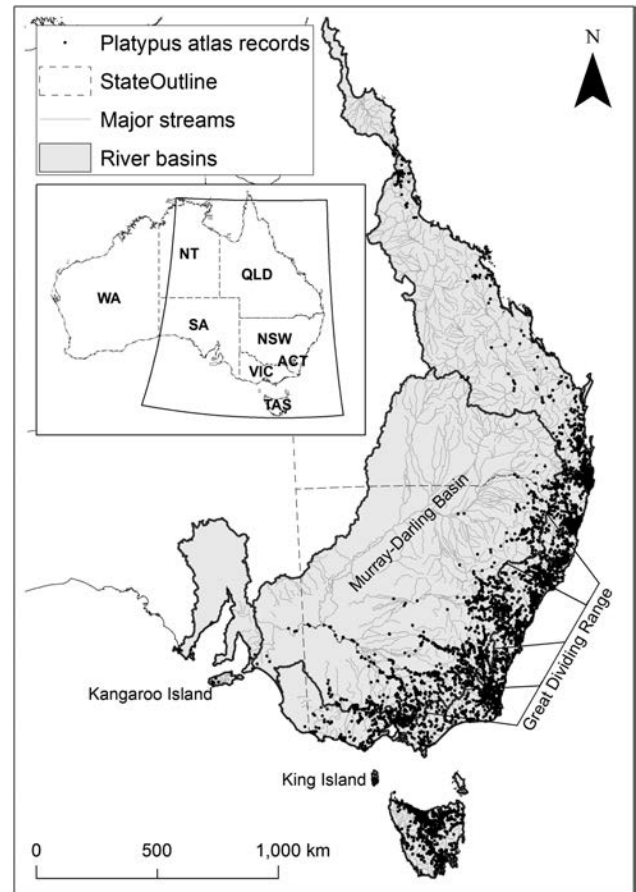 Platypus atlas records
StateOutline
Major streams
River basins
N
WA
NT
QLD
SA
NSW
ACT
VIC
TAS
Murray-Darling Basin
Great Dividing Range
Kangaroo Island
King Island
0 500 1,000 km